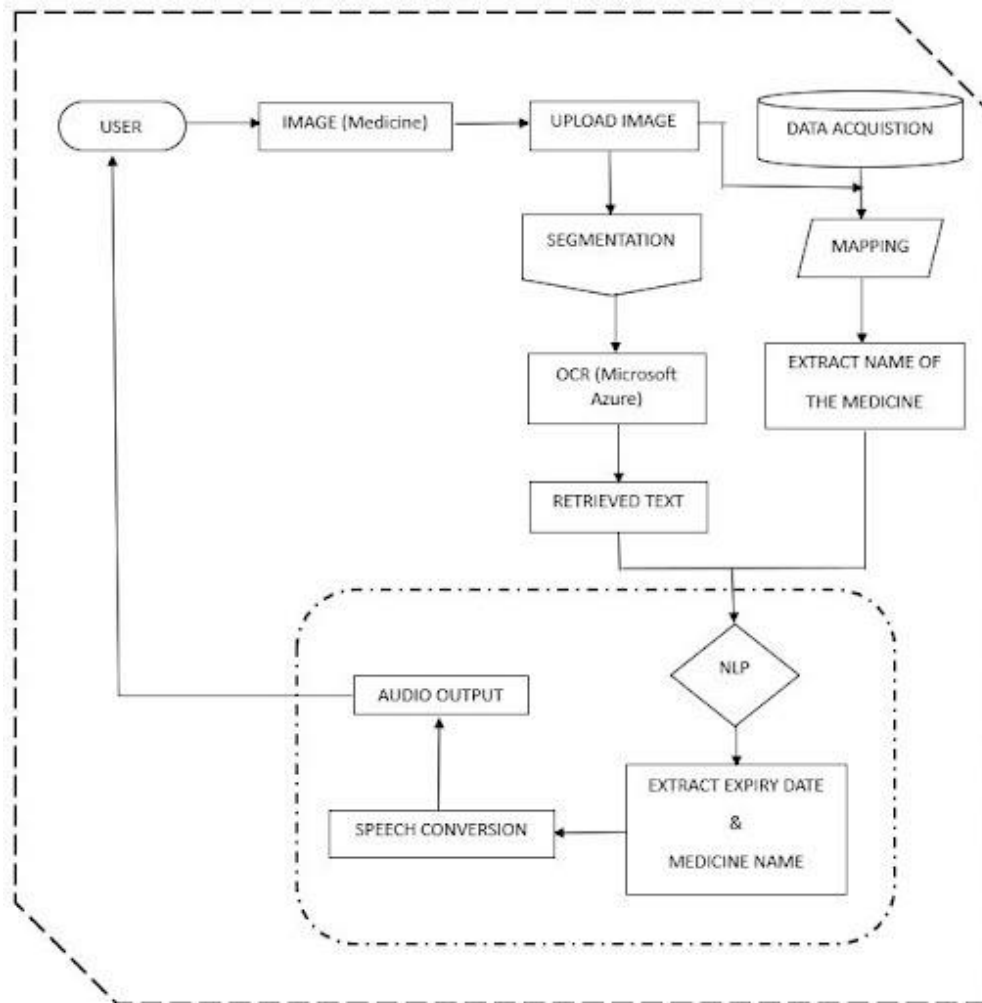 USER
IMAGE (Medicine)
UPLOAD IMAGE
DATA ACQUISTION
SEGMENTATION
MAPPING
OCR (Microsoft
Azure)
EXTRACT NAME OF
THE MEDICINE
RETRIEVED TEXT
NLP
AUDIO OUTPUT
EXTRACT EXPIRY DATE
&
MEDICINE NAME
SPEECH CONVERSION